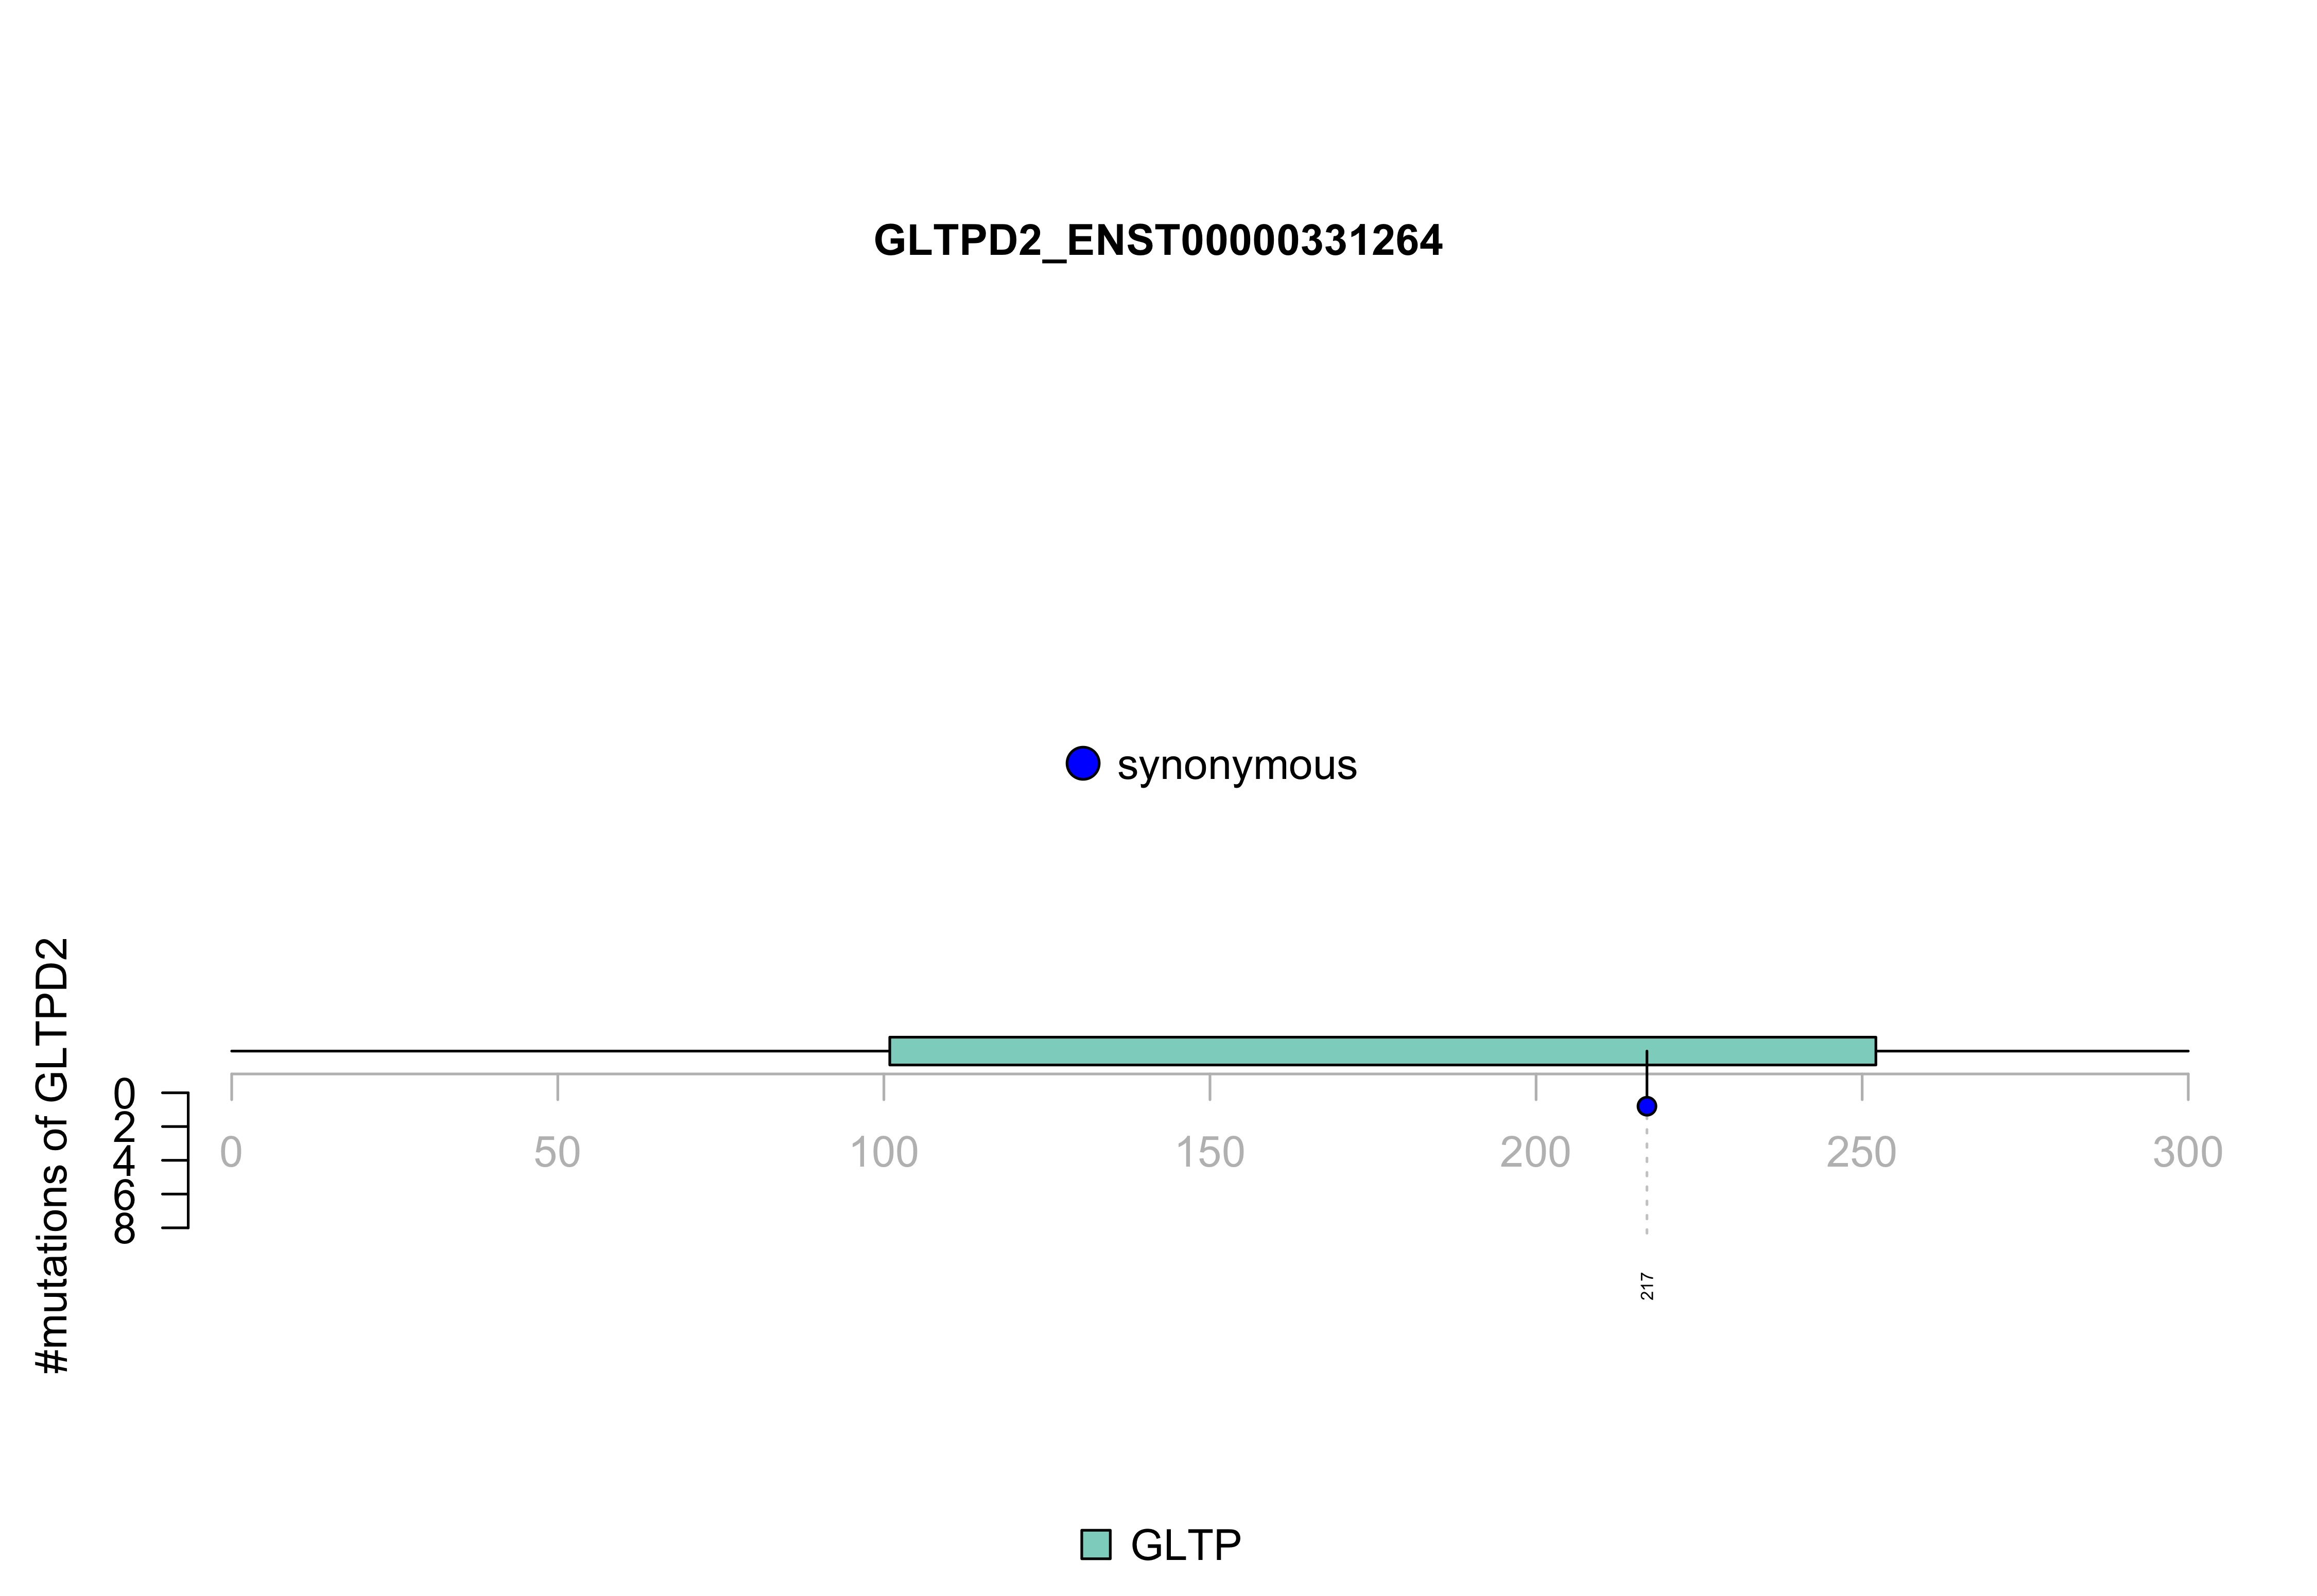 GLTPD2_ENST00000331264
synonymous
#mutations of GLTPD2
0
2
4
6
8
0 50 100 150 200 250 300
217
GLTP